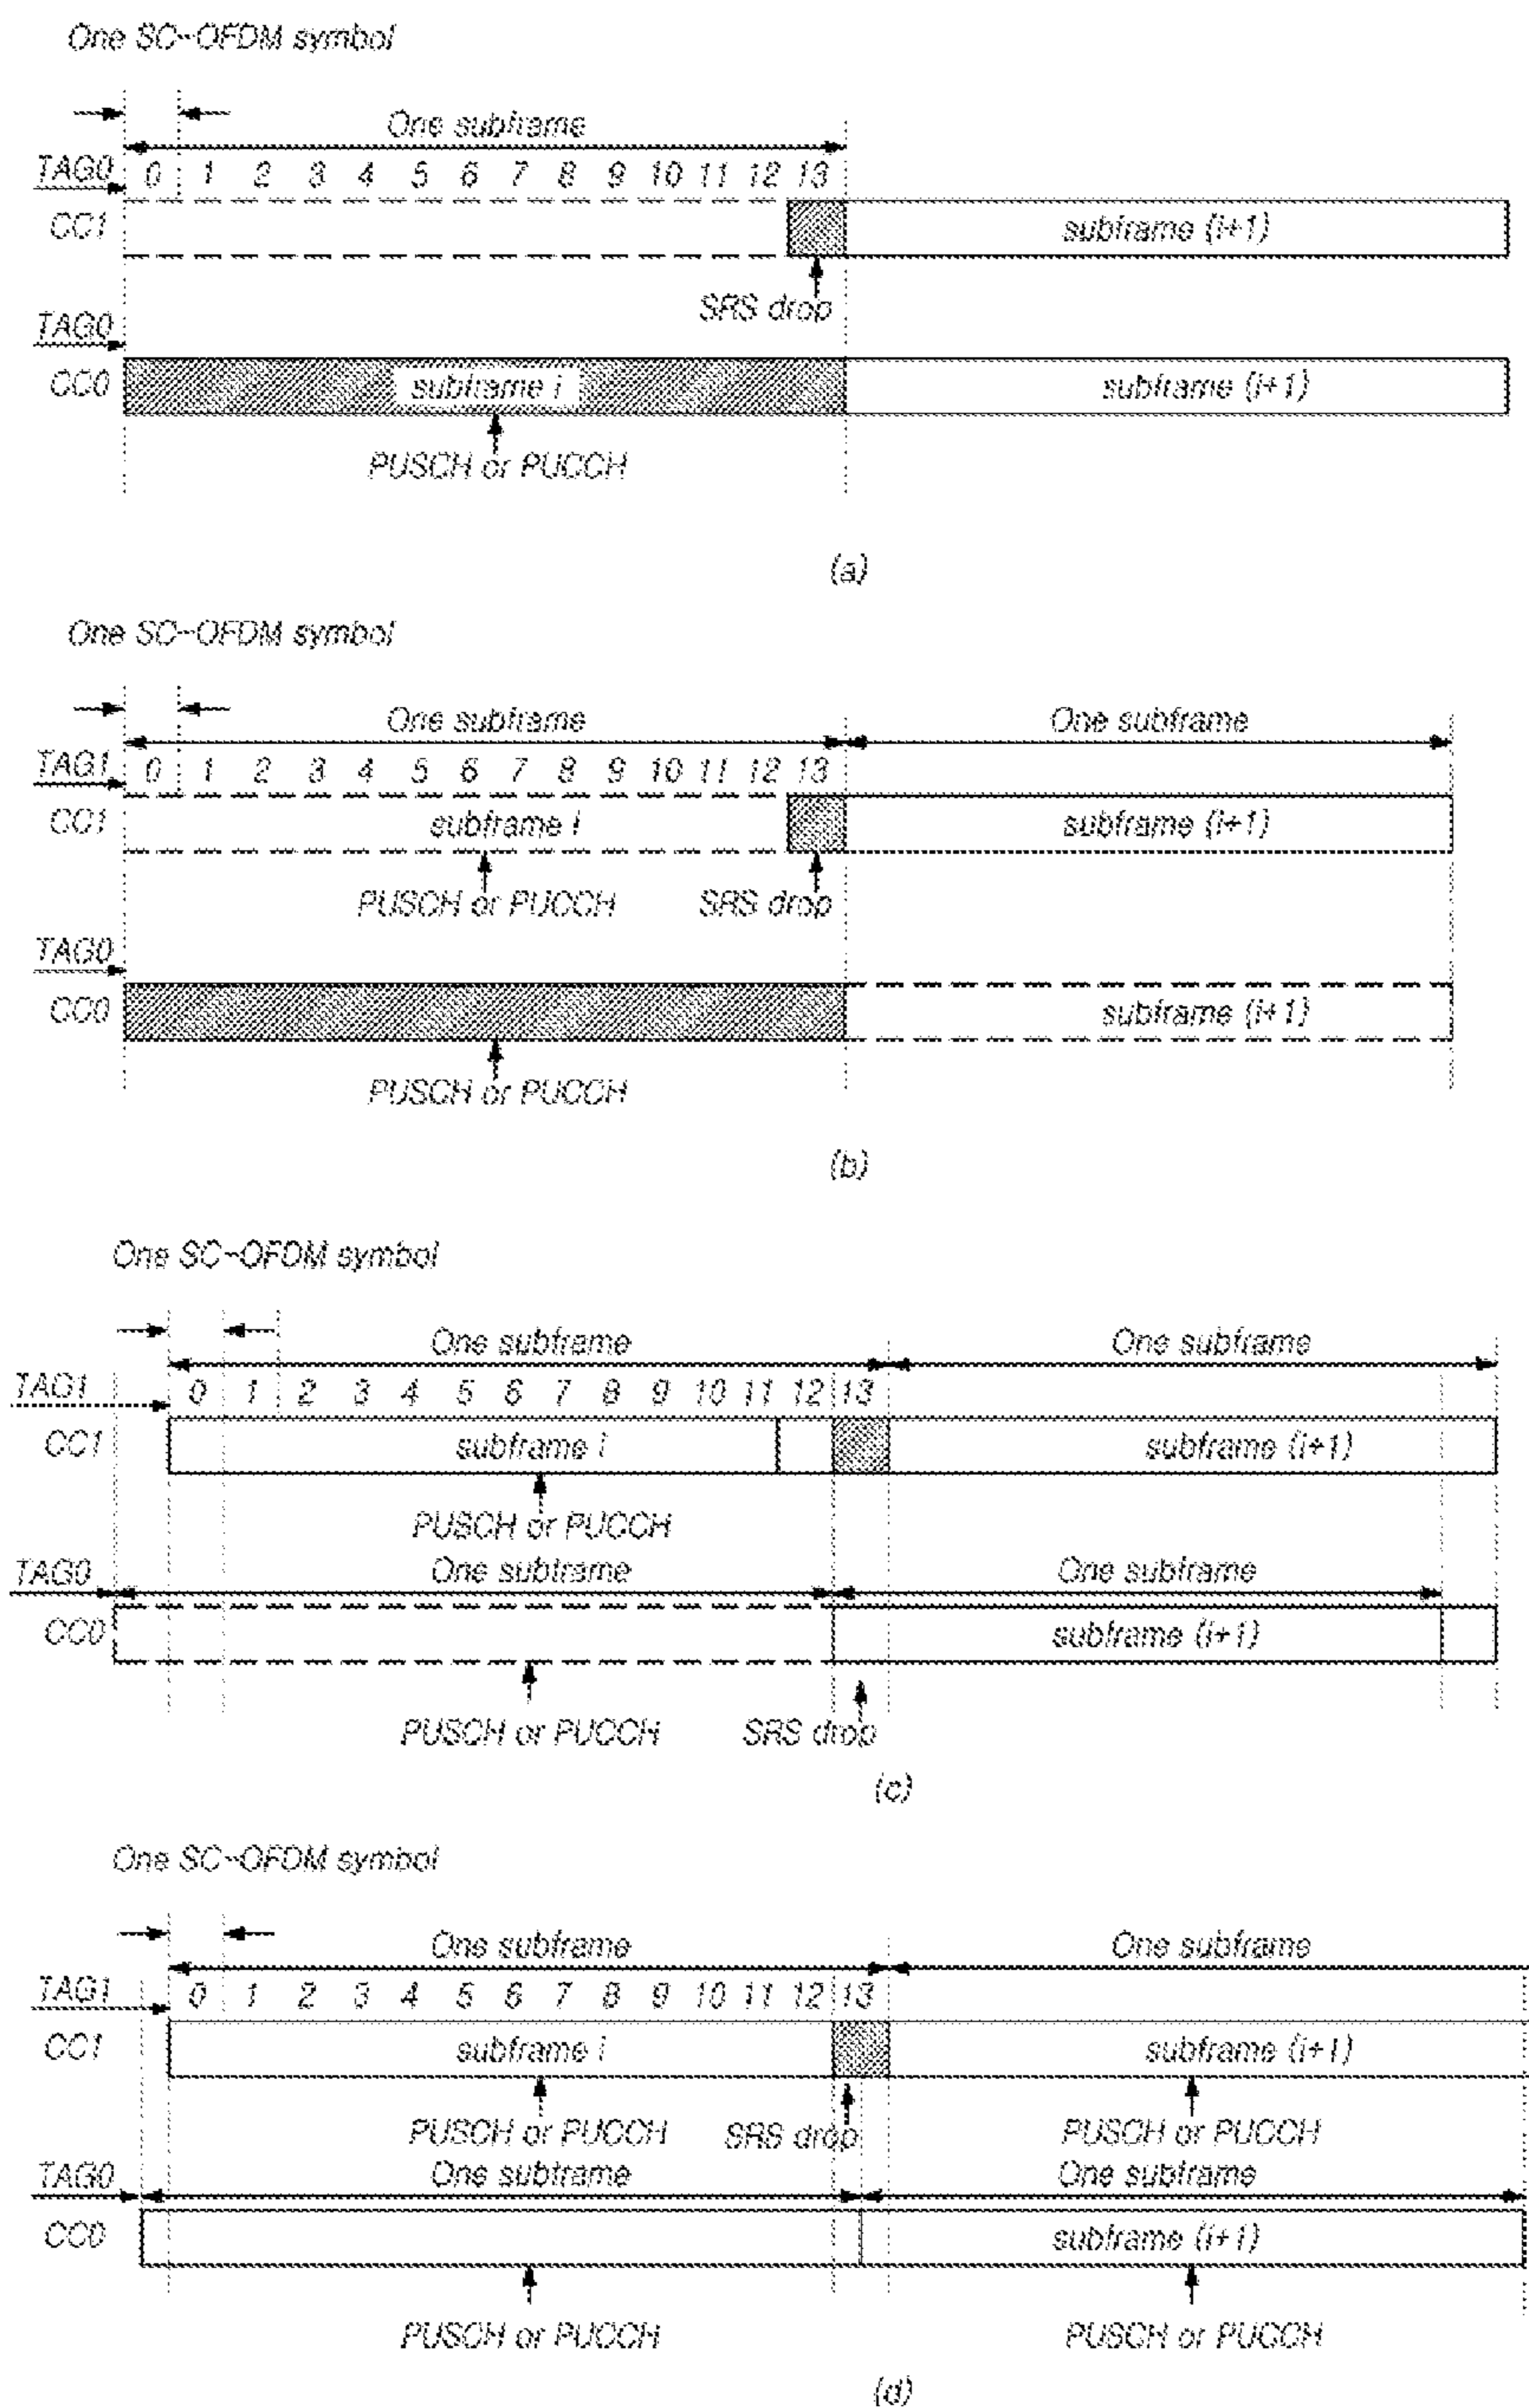 One SC-OFDM symbol
One subframe
TAG0 0 1 2 3 4 5 6 7 8 9 10 11 12 13
CC1 subframe (i+1)
SRS drop
TAG0
CC0 subframe i subframe (i+1)
PUSCH or PUCCH
(a)
One SC-OFDM symbol
One subframe One subframe
TAG1 0 1 2 3 4 5 6 7 8 9 10 11 12 13
CC1 subframe i subframe (i+1)
PUSCH or PUCCH SRS drop
TAG0
CC0 subframe (i+1)
PUSCH or PUCCH
(b)
One SC-OFDM symbol
One subframe One subframe
TAG1 0 1 2 3 4 5 6 7 8 9 10 11 12 13
CC1 subframe i subframe (i+1)
PUSCH or PUCCH
TAG0 One subframe One subframe
CC0 subframe (i+1)
PUSCH or PUCCH SRS drop
(c)
One SC-OFDM symbol
One subframe One subframe
TAG1 0 1 2 3 4 5 6 7 8 9 10 11 12 13
CC1 subframe i subframe (i+1)
PUSCH or PUCCH SRS drop PUSCH or PUCCH
TAG0 One subframe One subframe
CC0 subframe (i+1)
PUSCH or PUCCH PUSCH or PUCCH
(d)